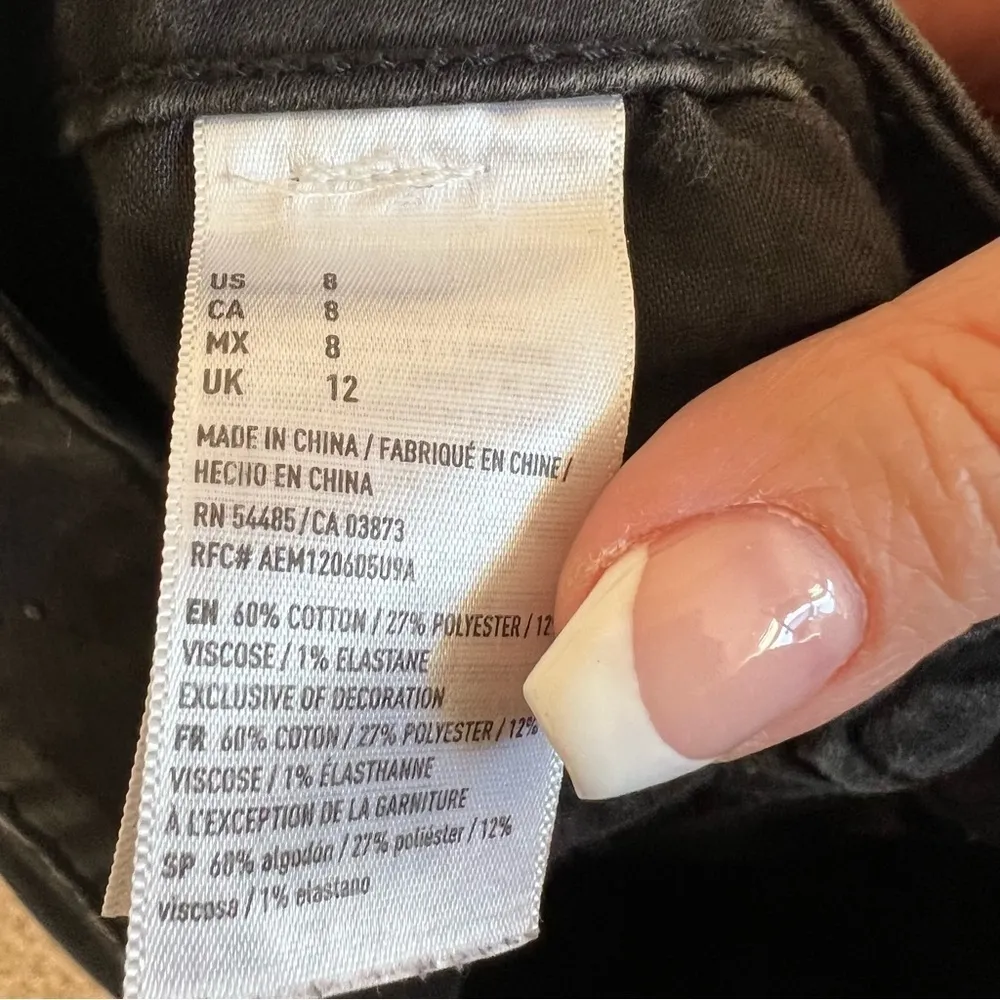 US 8
CA 8
MX 8
UK 12
MADE IN CHINA / FABRIQUÉ EN CHINE /
HECHO EN CHINA
RN 54485/CA 03873
RFC# AEM120605U9A
EN 60% COTTON / 27% POLYESTER / 12
VISCOSE / 1% ELASTANE
EXCLUSIVE OF DECORATION
FR 60% COTON / 27% POLYESTER / 12%
VISCOSE / 1% ÉLASTHANNE
À L'EXCEPTION DE LA GARNITURE
SP 60% algodón / 27% poliéster / 12%
viscosa / 1% elastano